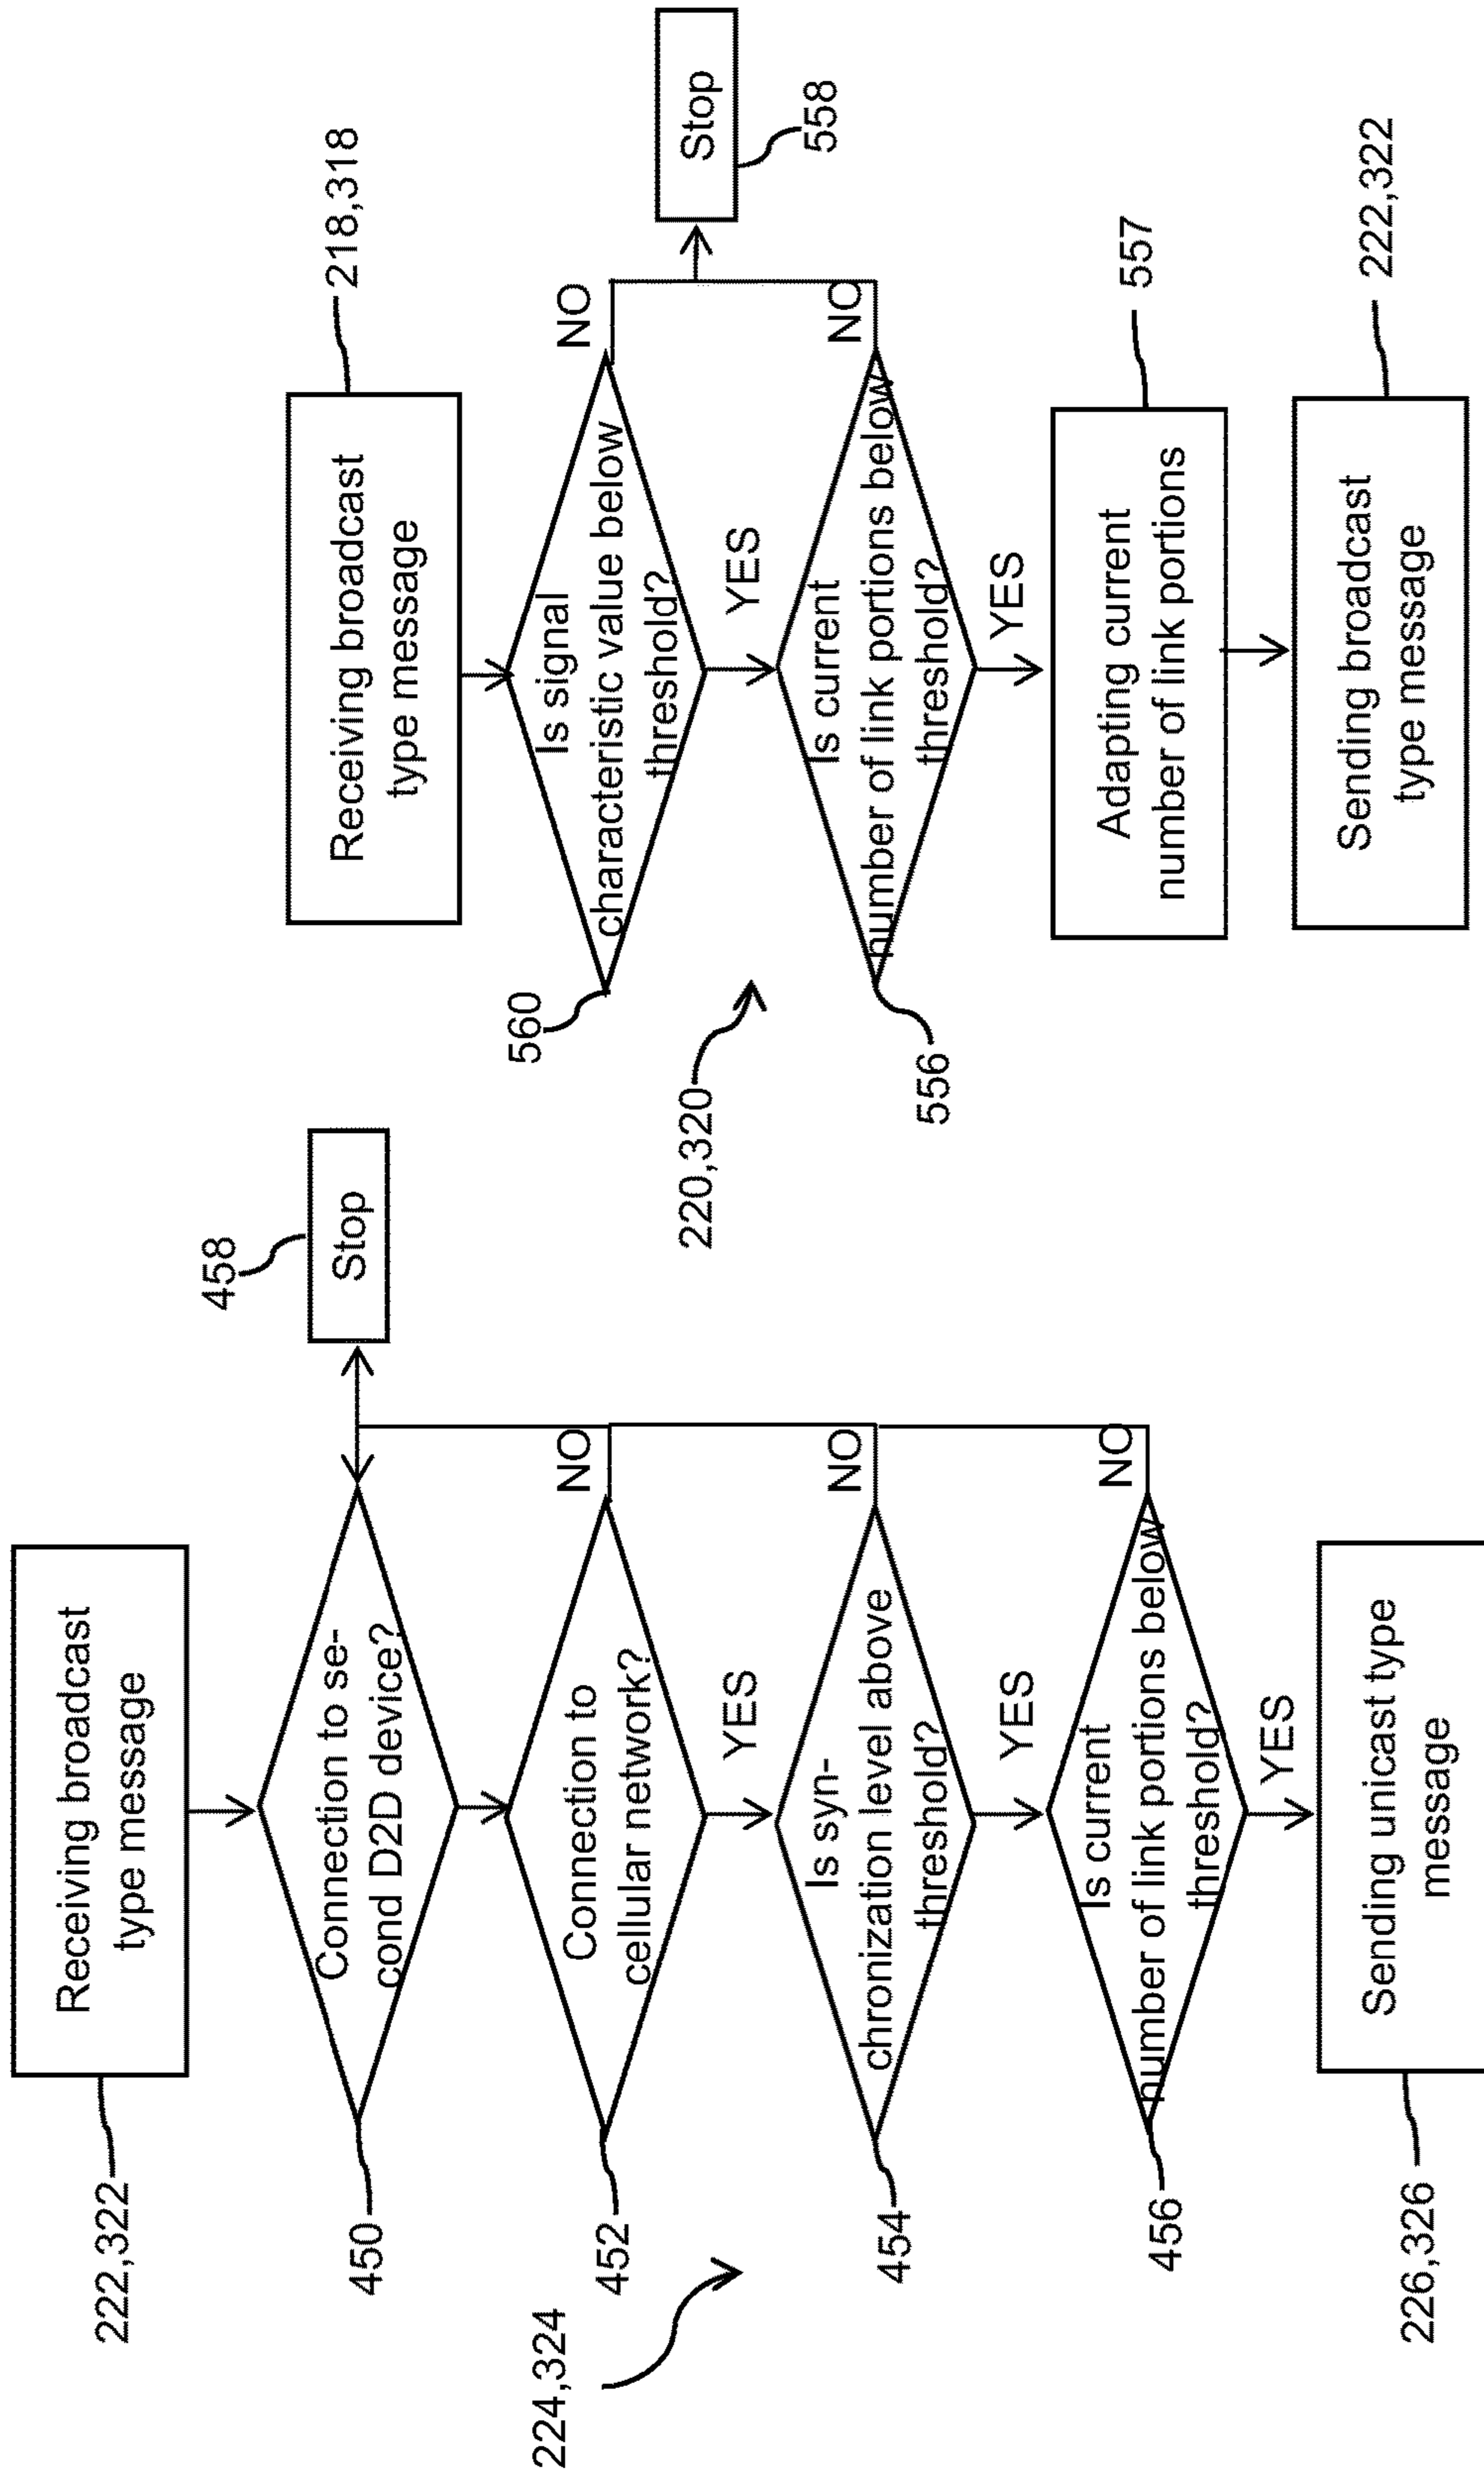 222,322
Receiving broadcast
type message
458
Stop
450
Connection to se-
cond D2D device?
452
Connection to
cellular network?
NO
YES
224,324
454
Is syn-
chronization level above
threshold?
NO
YES
456
Is current
number of link portions below
threshold?
NO
YES
226,326
Sending unicast type
message
218,318
Receiving broadcast
type message
560
Is signal
characteristic value below
threshold?
NO
YES
Stop
558
220,320
556
Is current
number of link portions below
threshold?
NO
YES
557
Adapting current
number of link portions
222,322
Sending broadcast
type message